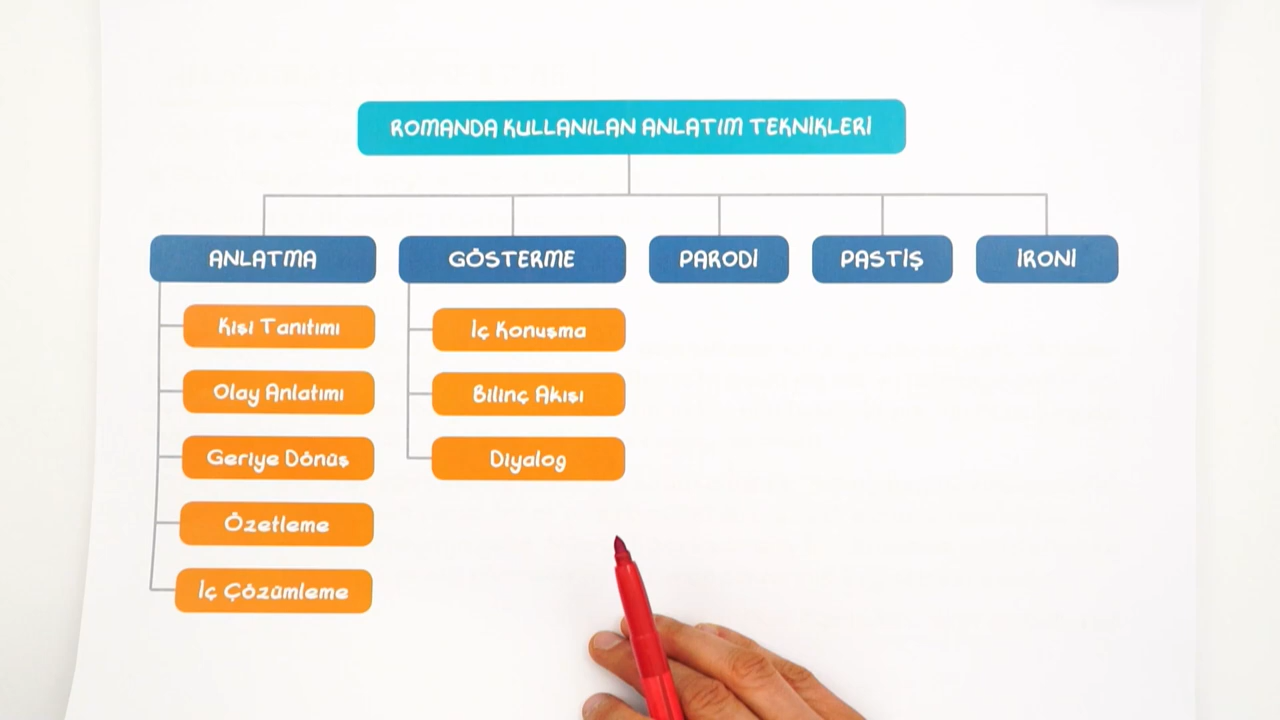 ROMANDA KULLANILAN ANLATIM TEKNİKLERİ
ANLATMA
Kişi Tanıtımı
Olay Anlatımı
Geriye Dönüş
Özetleme
İç Çözümleme
GÖSTERME
İç Konuşma
Bilinç Akışı
Diyalog
PARODİ
PASTİŞ
İRONİ